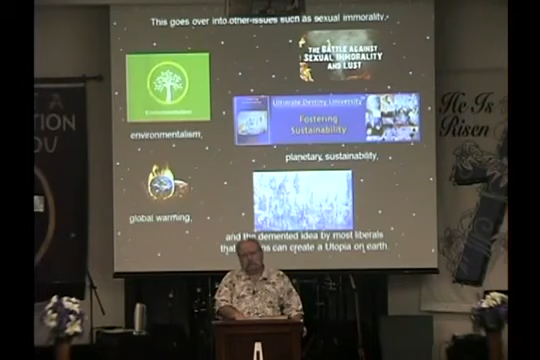 This goes over into other issues such as sexual immorality,
THE BATTLE AGAINST
SEXUAL IMMORALITY
AND LUST
Environmentalism
environmentalism,
Ultimate Destiny University
Fostering
Sustainability
planetary, sustainability,
global warming,
and the demented idea by most liberals
can create a Utopia on earth.
He Is
Risen
A
TION
OU
A